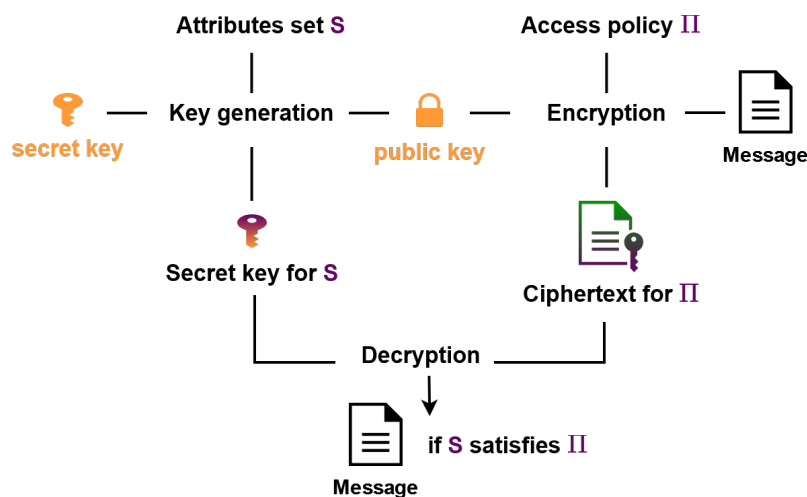 Attributes set S
Access policy Π
Key generation
Encryption
secret key
public key
Message
Secret key for S
Ciphertext for Π
Decryption
if S satisfies Π
Message